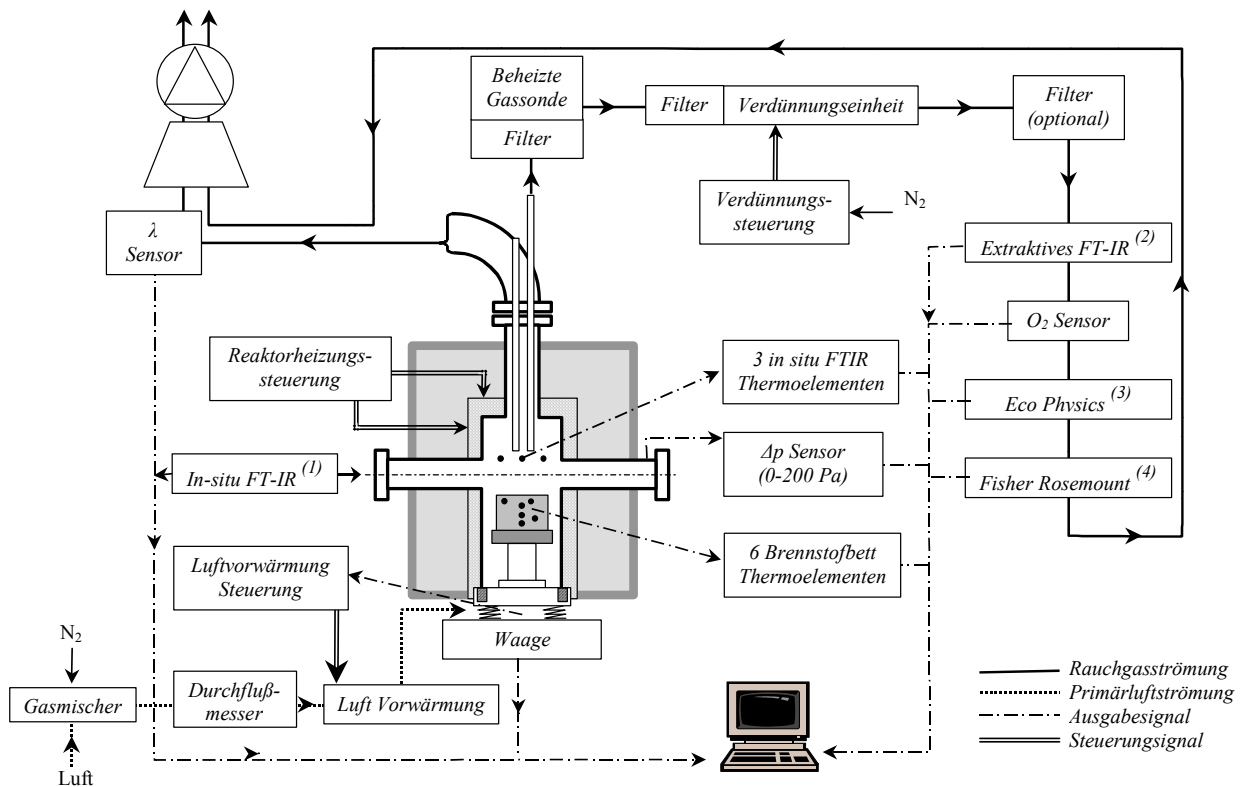 Beheizte
Gassonde
Filter
Filter
Verdünnungseinheit
Filter
(optional)
Verdünnungs-
steuerung
N2
λ
Sensor
Extraktives FT-IR (2)
O2 Sensor
Reaktorheizungs-
steuerung
3 in situ FTIR
Thermoelementen
Eco Physics (3)
Δp Sensor
(0-200 Pa)
In-situ FT-IR (1)
Fisher Rosemount (4)
Luftvorwärmung
Steuerung
6 Brennstofbett
Thermoelementen
Waage
N2
Gasmischer
Durchfluß-
messer
Luft Vorwärmung
Luft
Rauchgasströmung
Primärluftströmung
Ausgabesignal
Steuerungsignal